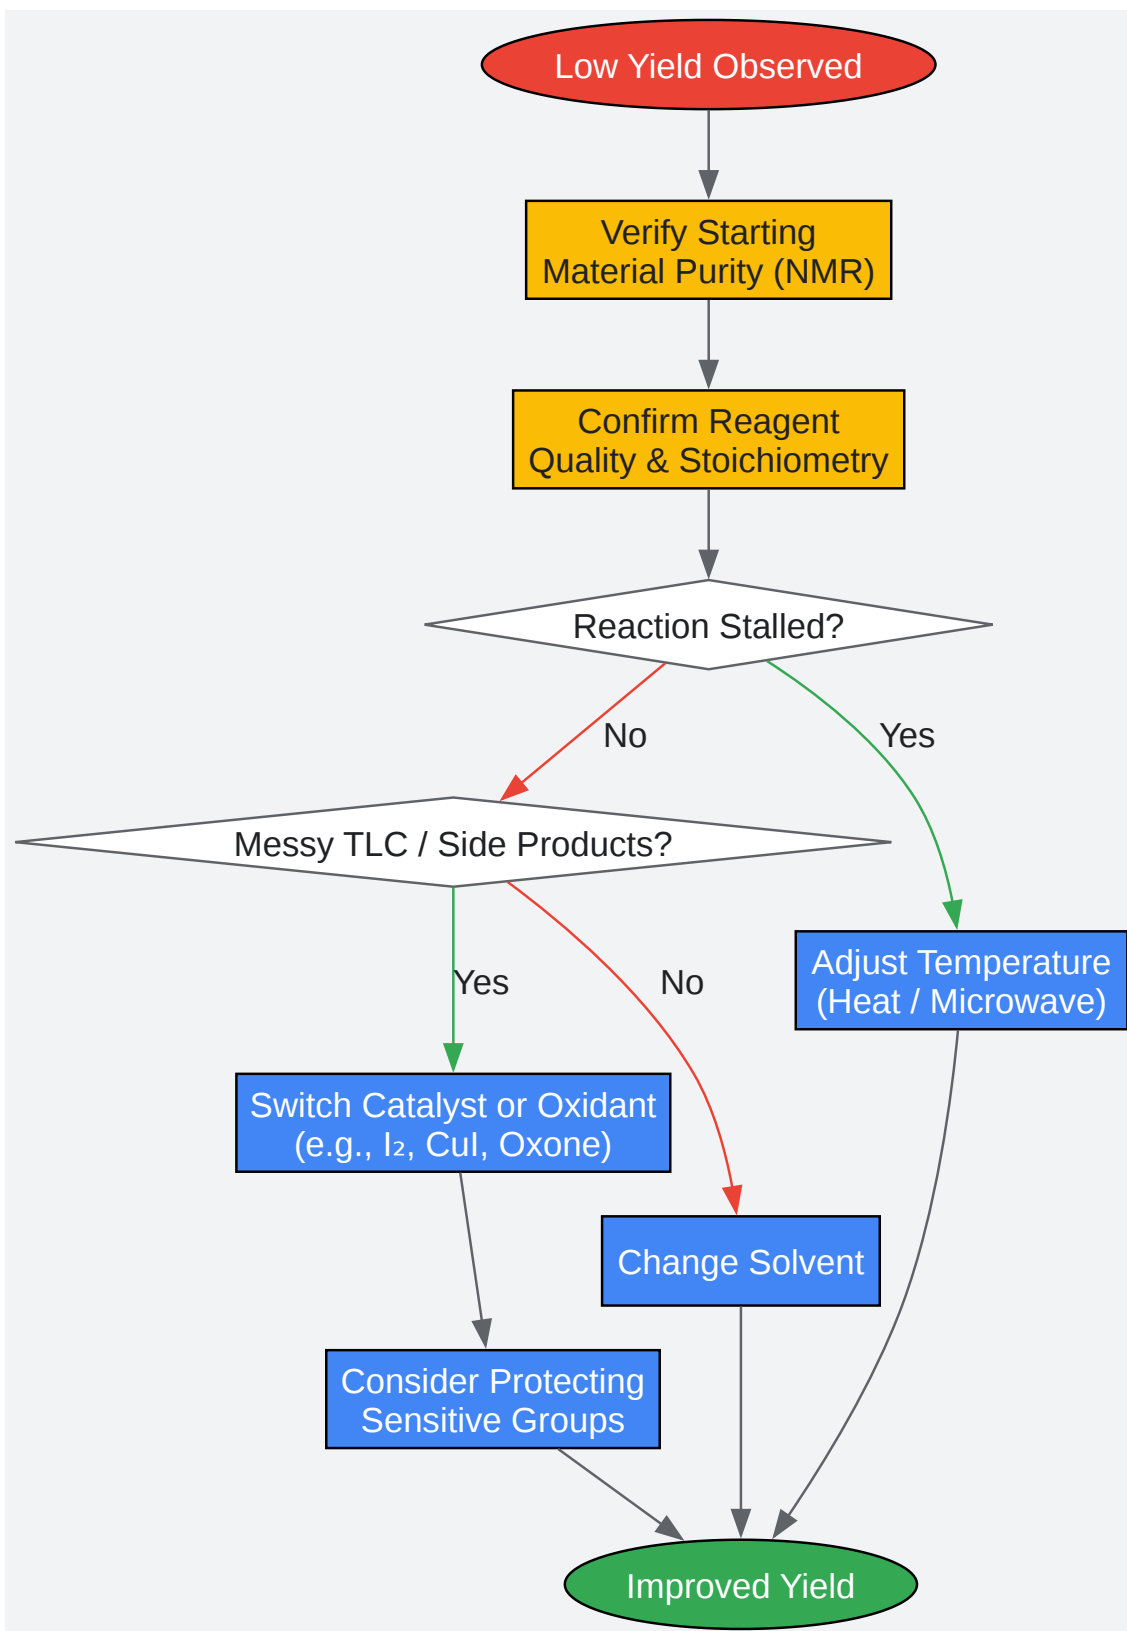 Low Yield Observed
Verify Starting
Material Purity (NMR)
Confirm Reagent
Quality & Stoichiometry
Reaction Stalled?
No
Yes
Messy TLC / Side Products?
Adjust Temperature
(Heat / Microwave)
Yes
No
Switch Catalyst or Oxidant
(e.g., I₂, CuI, Oxone)
Change Solvent
Consider Protecting
Sensitive Groups
Improved Yield